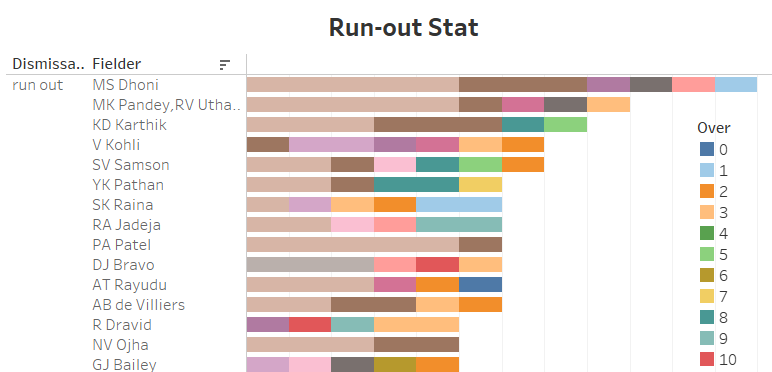 Run-out Stat
Dismissa.. Fielder
run out MS Dhoni
MK Pandey,RV Utha..
KD Karthik
V Kohli
SV Samson
YK Pathan
SK Raina
RA Jadeja
PA Patel
DJ Bravo
AT Rayudu
AB de Villiers
R Dravid
NV Ojha
GJ Bailey
Over
0
1
2
3
4
5
6
7
8
9
10